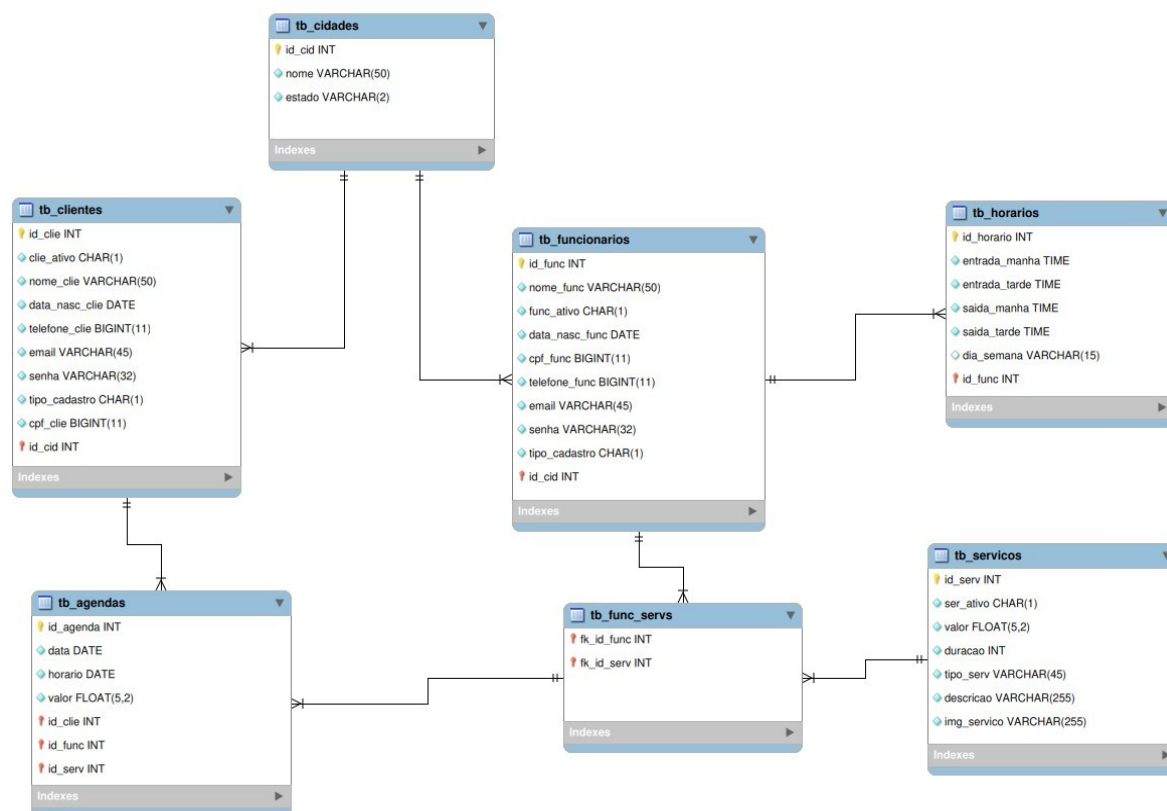 tb_cidades
id_cid INT
nome VARCHAR(50)
estado VARCHAR(2)
Indexes
tb_clientes
id_clie INT
clie_ativo CHAR(1)
nome_clie VARCHAR(50)
data_nasc_clie DATE
telefone_clie BIGINT(11)
email VARCHAR(45)
senha VARCHAR(32)
tipo_cadastro CHAR(1)
cpf_clie BIGINT(11)
id_cid INT
Indexes
tb_funcionarios
id_func INT
nome_func VARCHAR(50)
func_ativo CHAR(1)
data_nasc_func DATE
cpf_func BIGINT(11)
telefone_func BIGINT(11)
email VARCHAR(45)
senha VARCHAR(32)
tipo_cadastro CHAR(1)
id_cid INT
Indexes
tb_horarios
id_horario INT
entrada_manha TIME
entrada_tarde TIME
saida_manha TIME
saida_tarde TIME
dia_semana VARCHAR(15)
id_func INT
Indexes
tb_agendas
id_agenda INT
data DATE
horario DATE
valor FLOAT(5,2)
id_clie INT
id_func INT
id_serv INT
Indexes
tb_func_servs
fk_id_func INT
fk_id_serv INT
Indexes
tb_servicos
id_serv INT
ser_ativo CHAR(1)
valor FLOAT(5,2)
duracao INT
tipo_serv VARCHAR(45)
descricao VARCHAR(255)
img_servico VARCHAR(255)
Indexes